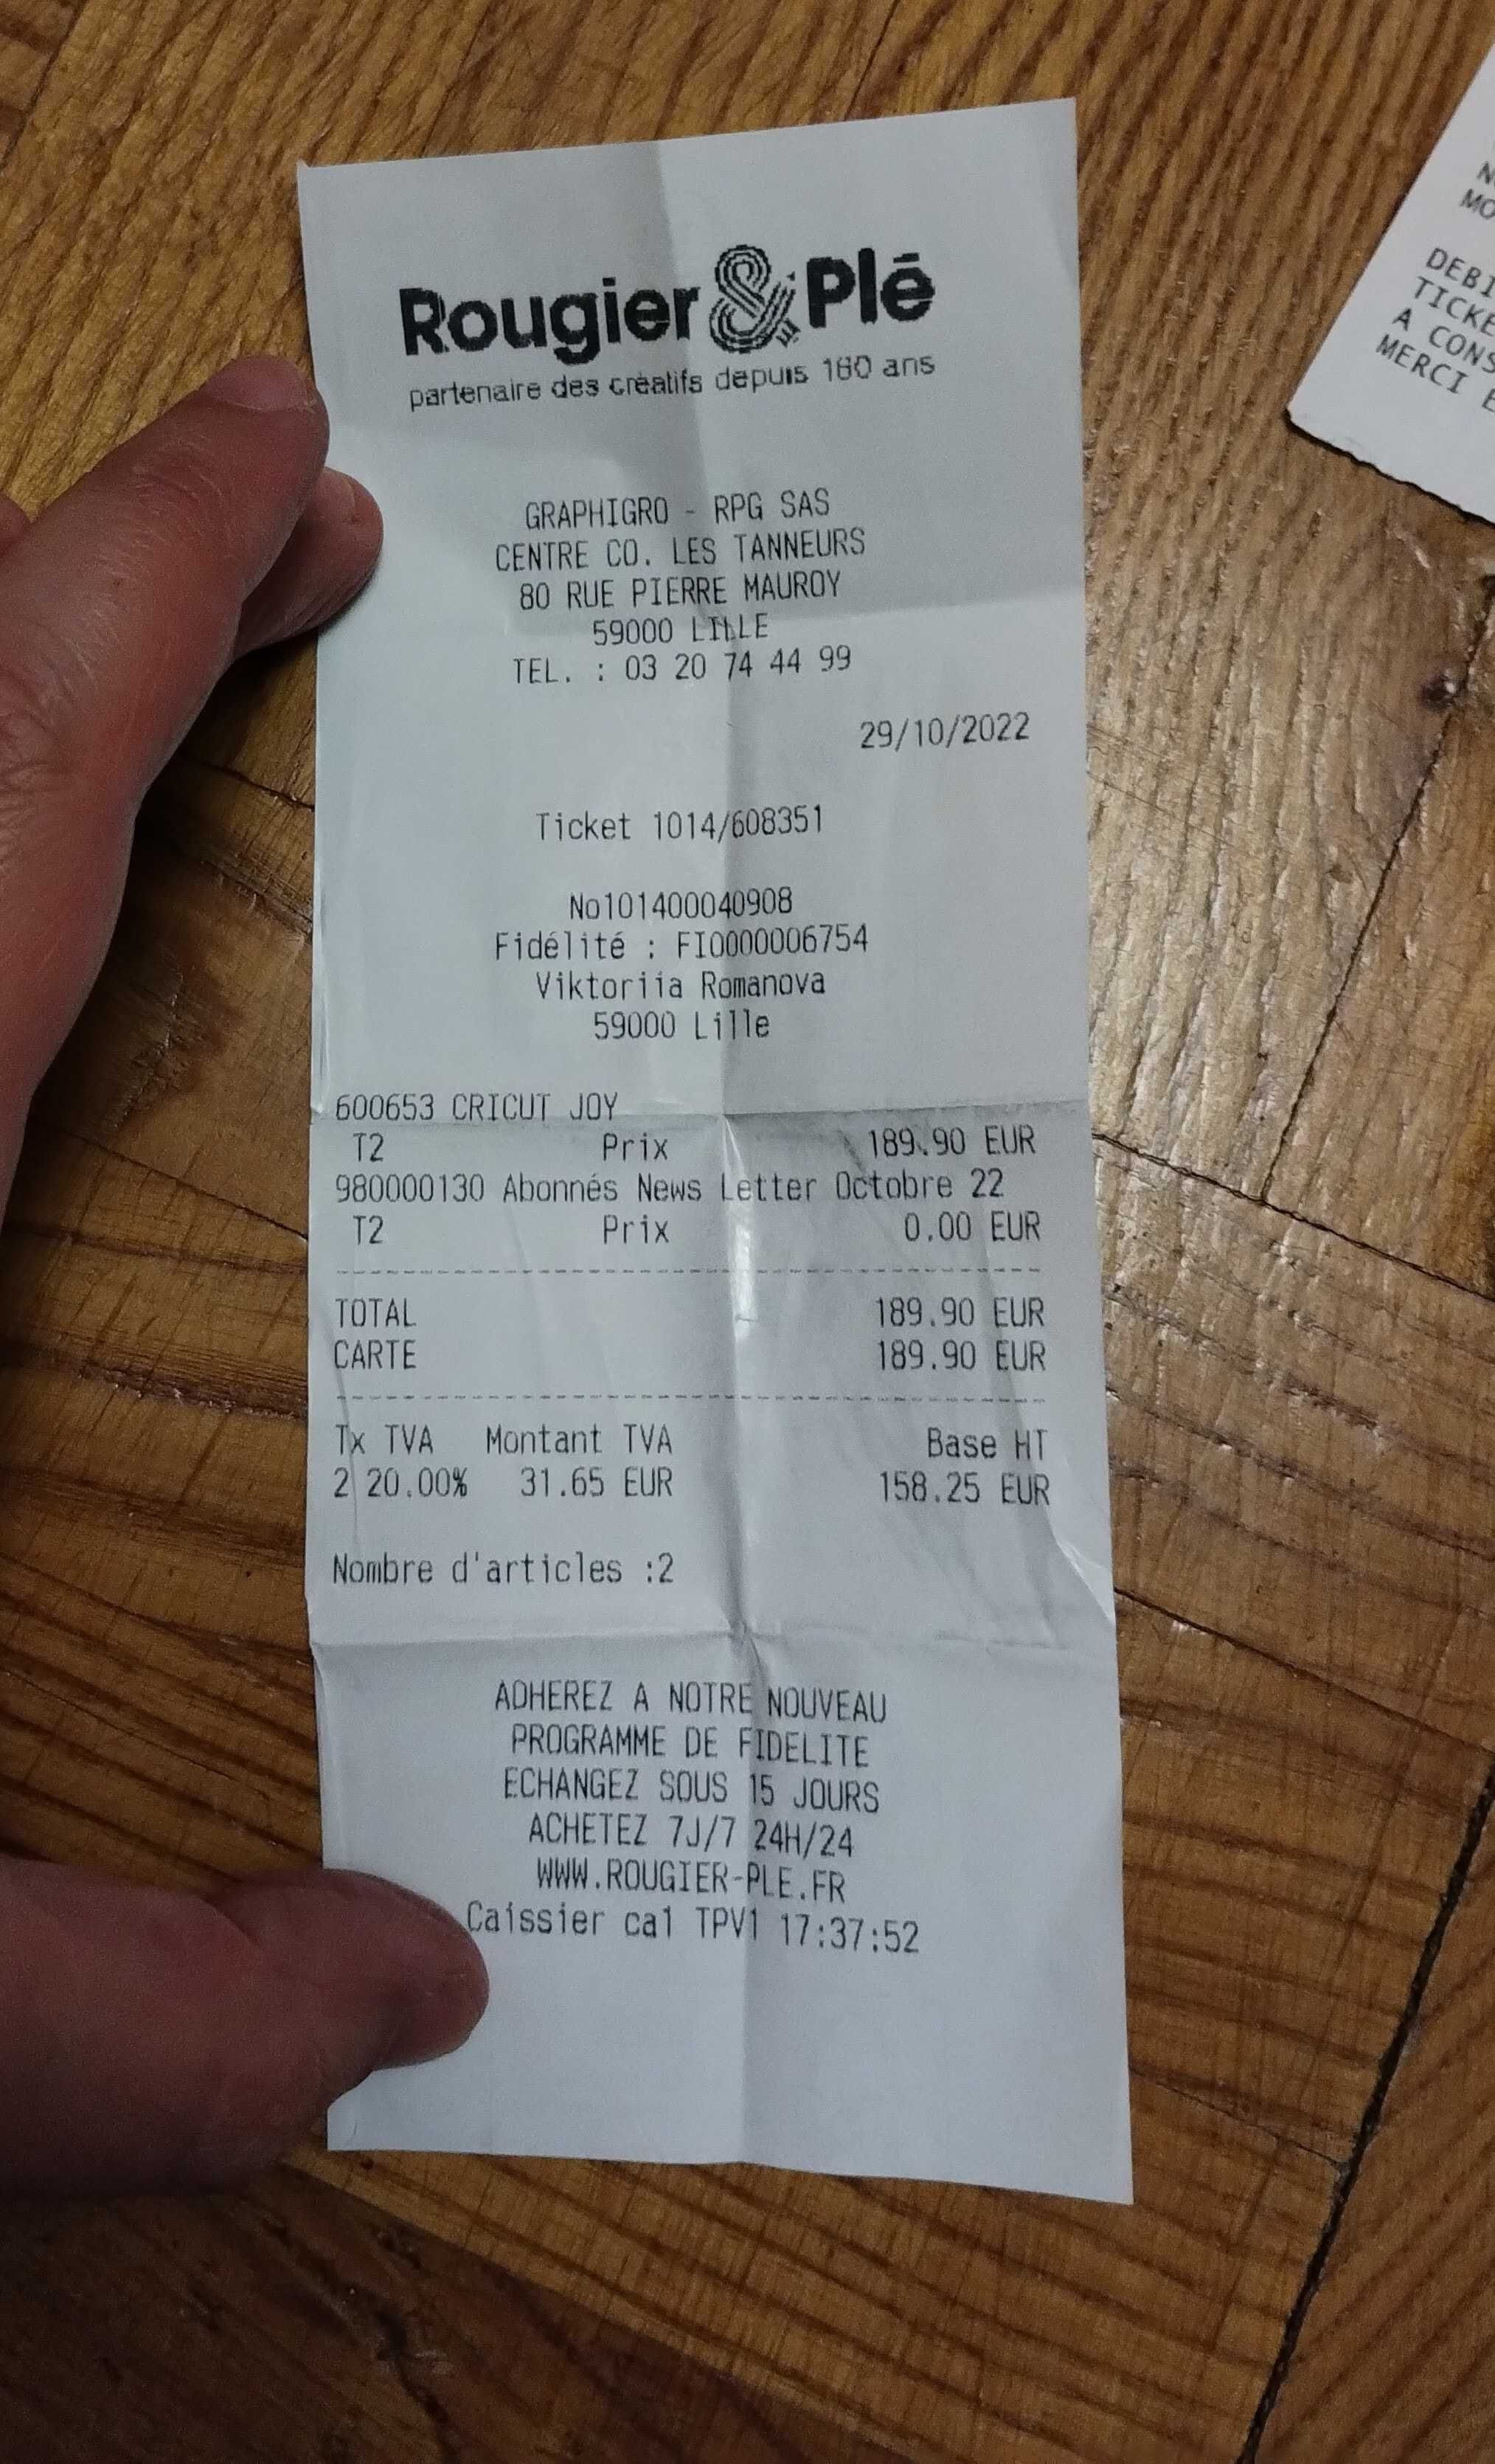 Rougier & Plé
partenaire des créatifs depuis 160 ans
GRAPHIGRO - RPG SAS
CENTRE CO. LES TANNEURS
80 RUE PIERRE MAUROY
59000 LILLE
TEL. : 03 20 74 44 99
29/10/2022
Ticket 1014/608351
No101400040908
Fidélité : FI0000006754
Viktoriia Romanova
59000 Lille
600653 CRICUT JOY
T2 Prix 189.90 EUR
980000130 Abonnés News Letter Octobre 22
T2 Prix 0.00 EUR
TOTAL 189.90 EUR
CARTE 189.90 EUR
Tx TVA Montant TVA Base HT
2 20.00% 31.65 EUR 158.25 EUR
Nombre d'articles :2
ADHEREZ A NOTRE NOUVEAU
PROGRAMME DE FIDELITE
ECHANGEZ SOUS 15 JOURS
ACHETEZ 7J/7 24H/24
WWW.ROUGIER-PLE.FR
Caissier ca1 TPV1 17:37:52
MO
DEBI
TICKE
A CONS
MERCI